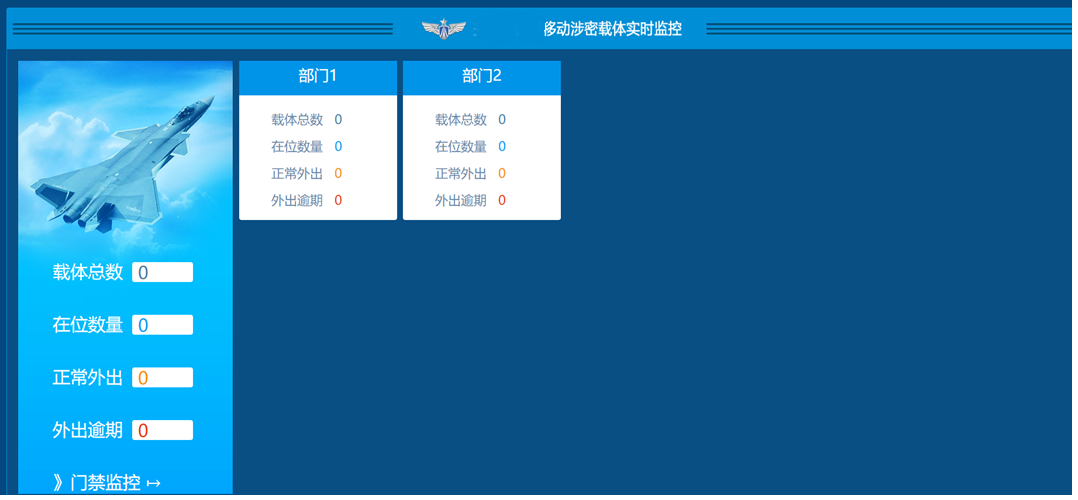 移动涉密载体实时监控
载体总数 0
在位数量 0
正常外出 0
外出逾期 0
》门禁监控 ↦
部门1
载体总数 0
在位数量 0
正常外出 0
外出逾期 0
部门2
载体总数 0
在位数量 0
正常外出 0
外出逾期 0